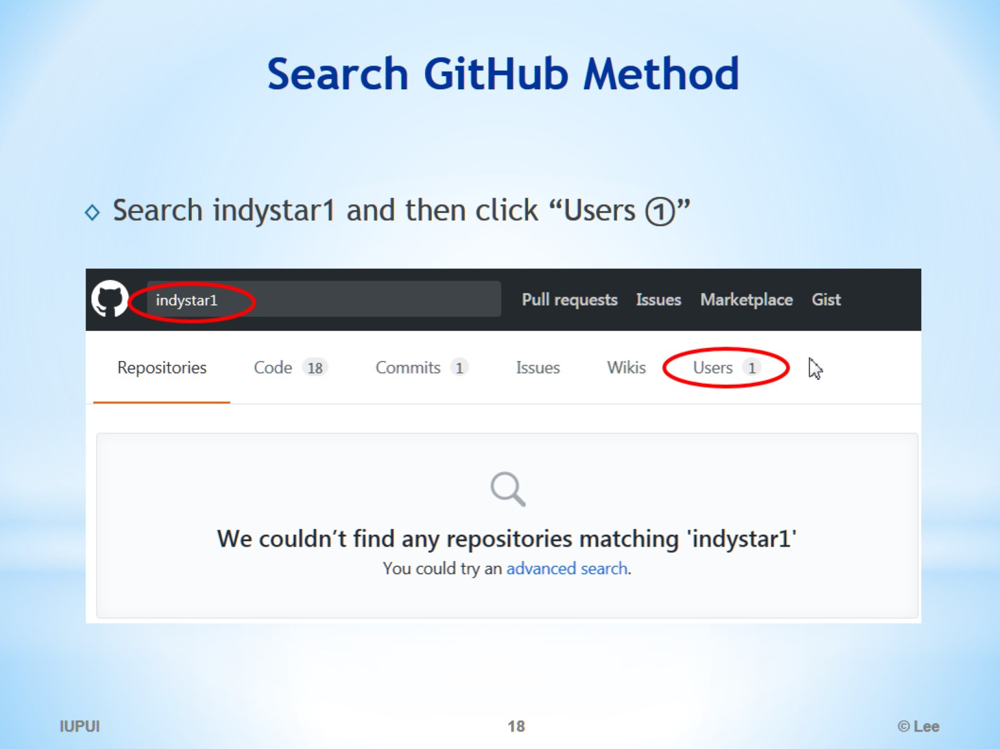 Search GitHub Method
◇ Search indystar1 and then click “Users ①”
indystar1 Pull requests Issues Marketplace Gist
Repositories Code 18 Commits 1 Issues Wikis Users 1
We couldn’t find any repositories matching 'indystar1'
You could try an advanced search.
IUPUI 18 © Lee